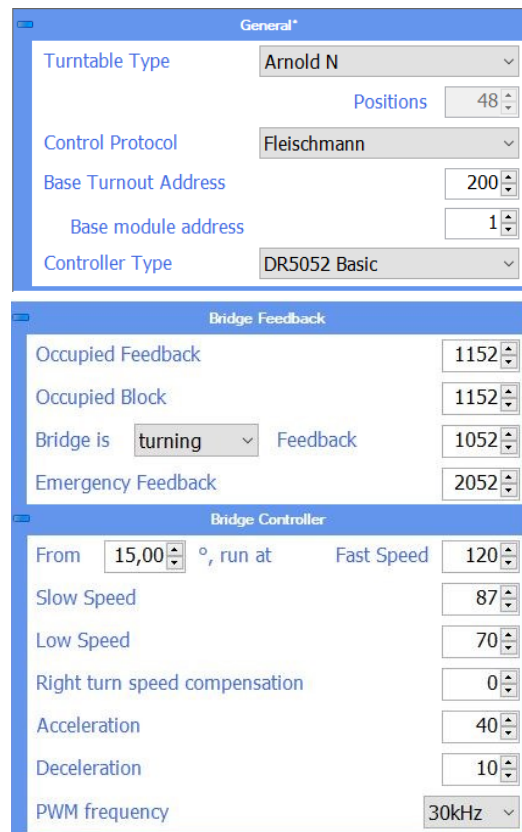 General*
Turntable Type Arnold N
Positions 48
Control Protocol Fleischmann
Base Turnout Address 200
Base module address 1
Controller Type DR5052 Basic
Bridge Feedback
Occupied Feedback 1152
Occupied Block 1152
Bridge is turning Feedback 1052
Emergency Feedback 2052
Bridge Controller
From 15,00 °, run at Fast Speed 120
Slow Speed 87
Low Speed 70
Right turn speed compensation 0
Acceleration 40
Deceleration 10
PWM frequency 30kHz